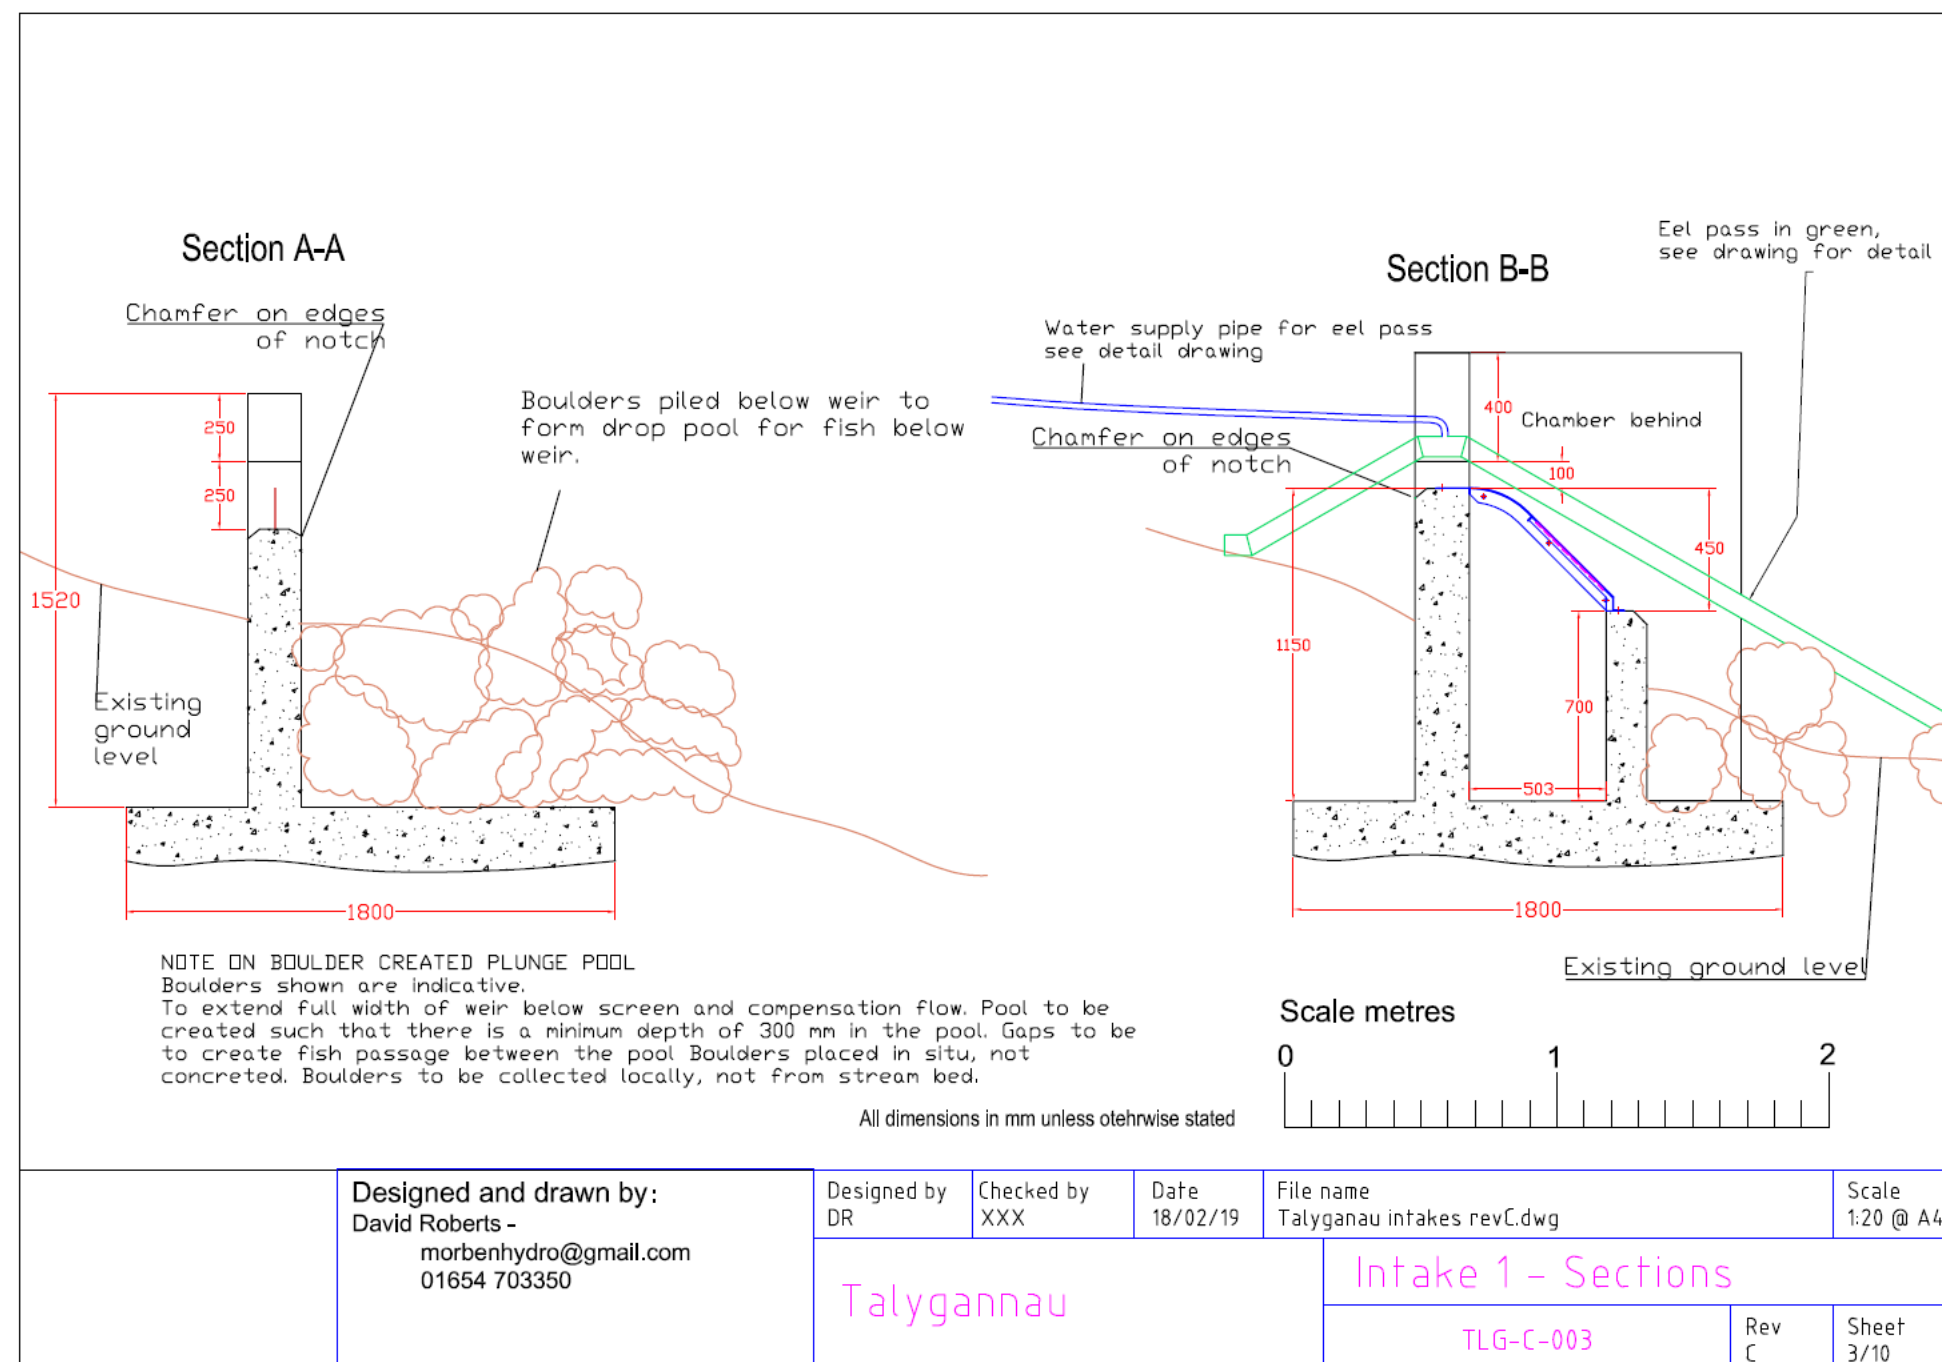 Section A-A
Chamfer on edges
of notch
250
250
1520
Boulders piled below weir to
form drop pool for fish below
weir.
Existing
ground
level
1800
Section B-B
Eel pass in green,
see drawing for detail
Water supply pipe for eel pass
see detail drawing
Chamfer on edges
of notch
400
Chamber behind
100
450
1150
700
503
1800
Existing ground level
NOTE ON BOULDER CREATED PLUNGE POOL
Boulders shown are indicative.
To extend full width of weir below screen and compensation flow. Pool to be
created such that there is a minimum depth of 300 mm in the pool. Gaps to be
to create fish passage between the pool Boulders placed in situ, not
concreted. Boulders to be collected locally, not from stream bed.
Scale metres
0 1 2
All dimensions in mm unless otehrwise stated
Designed and drawn by:
David Roberts -
morbenhydro@gmail.com
01654 703350
Designed by
DR
Checked by
XXX
Date
18/02/19
File name
Talyganau intakes revC.dwg
Scale
1:20 @ A4
Talygannau
Intake 1 - Sections
TLG-C-003
Rev
C
Sheet
3/10